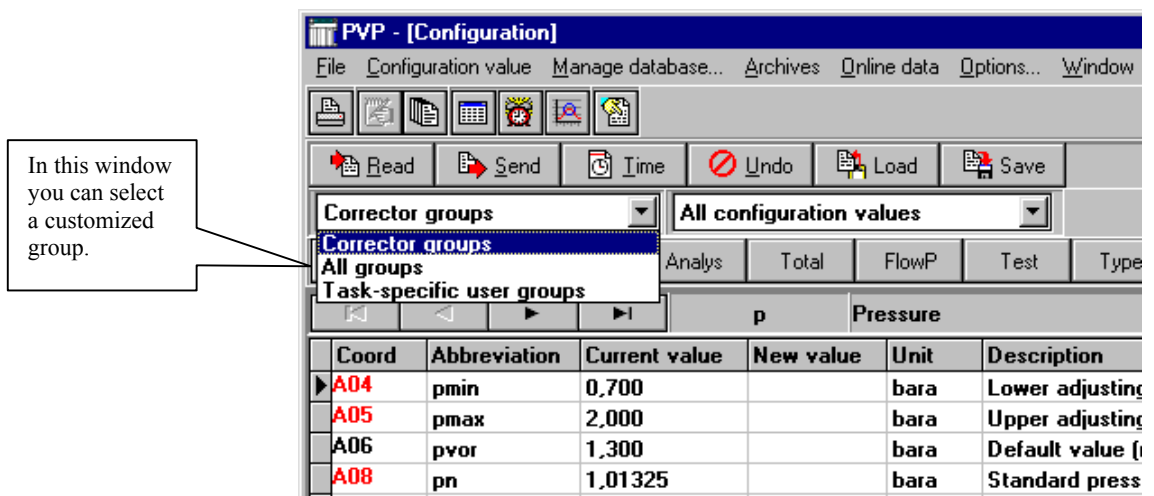 PVP - [Configuration]
File Configuration value Manage database... Archives Online data Options... Window
Read Send Time Undo Load Save
In this window
you can select
a customized
group.
Corrector groups All configuration values
Corrector groups
All groups
Task-specific user groups
Analys Total FlowP Test Type
p Pressure
Coord Abbreviation Current value New value Unit Description
A04 pmin 0,700 bara Lower adjusting
A05 pmax 2,000 bara Upper adjusting
A06 pvor 1,300 bara Default value (
A08 pn 1,01325 bara Standard press